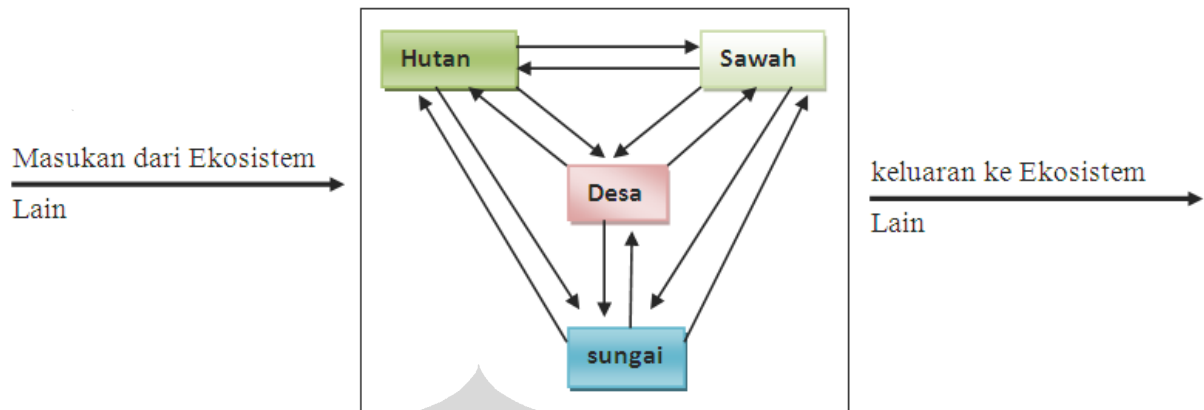 Hutan
Sawah
Masukan dari Ekosistem
Lain
Desa
keluaran ke Ekosistem
Lain
sungai